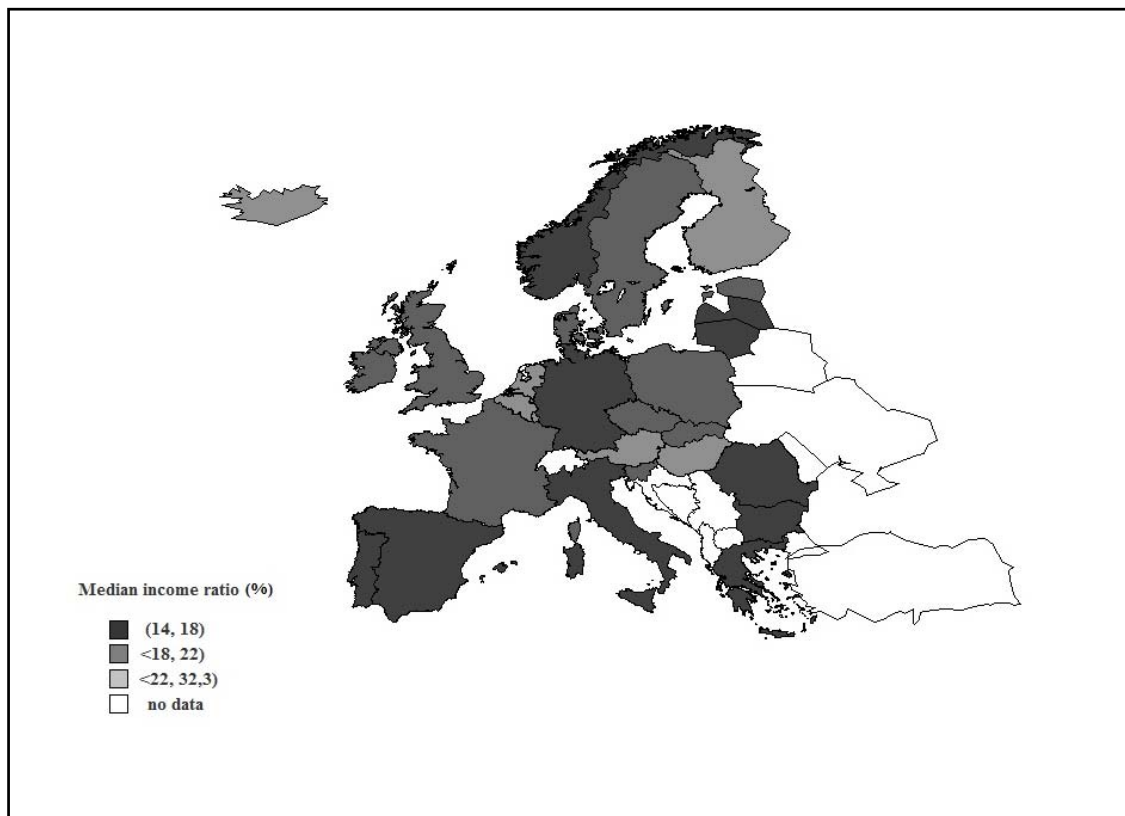 Median income ratio (%)
(14, 18)
<18, 22)
<22, 32,3)
no data